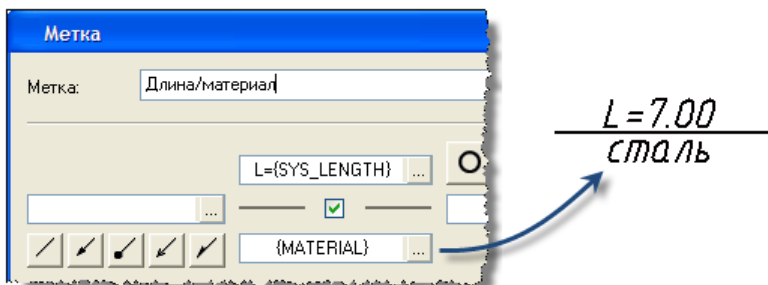 Метка
Метка:
Длина/материал
L={SYS_LENGTH}
...
...
{MATERIAL}
...
L=7.00
сталь